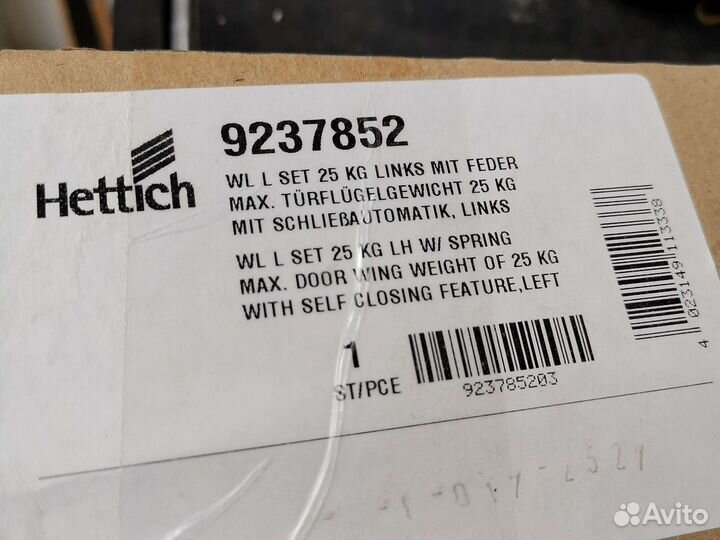 9237852
Hettich
WL L SET 25 KG LINKS MIT FEDER
MAX. TÜRFLÜGELGEWICHT 25 KG
MIT SCHLIEßAUTOMATIK, LINKS
WL L SET 25 KG LH W/ SPRING
MAX. DOOR WING WEIGHT OF 25 KG
WITH SELF CLOSING FEATURE,LEFT
1
ST/PCE
923785203
4 023149 113338
Avito